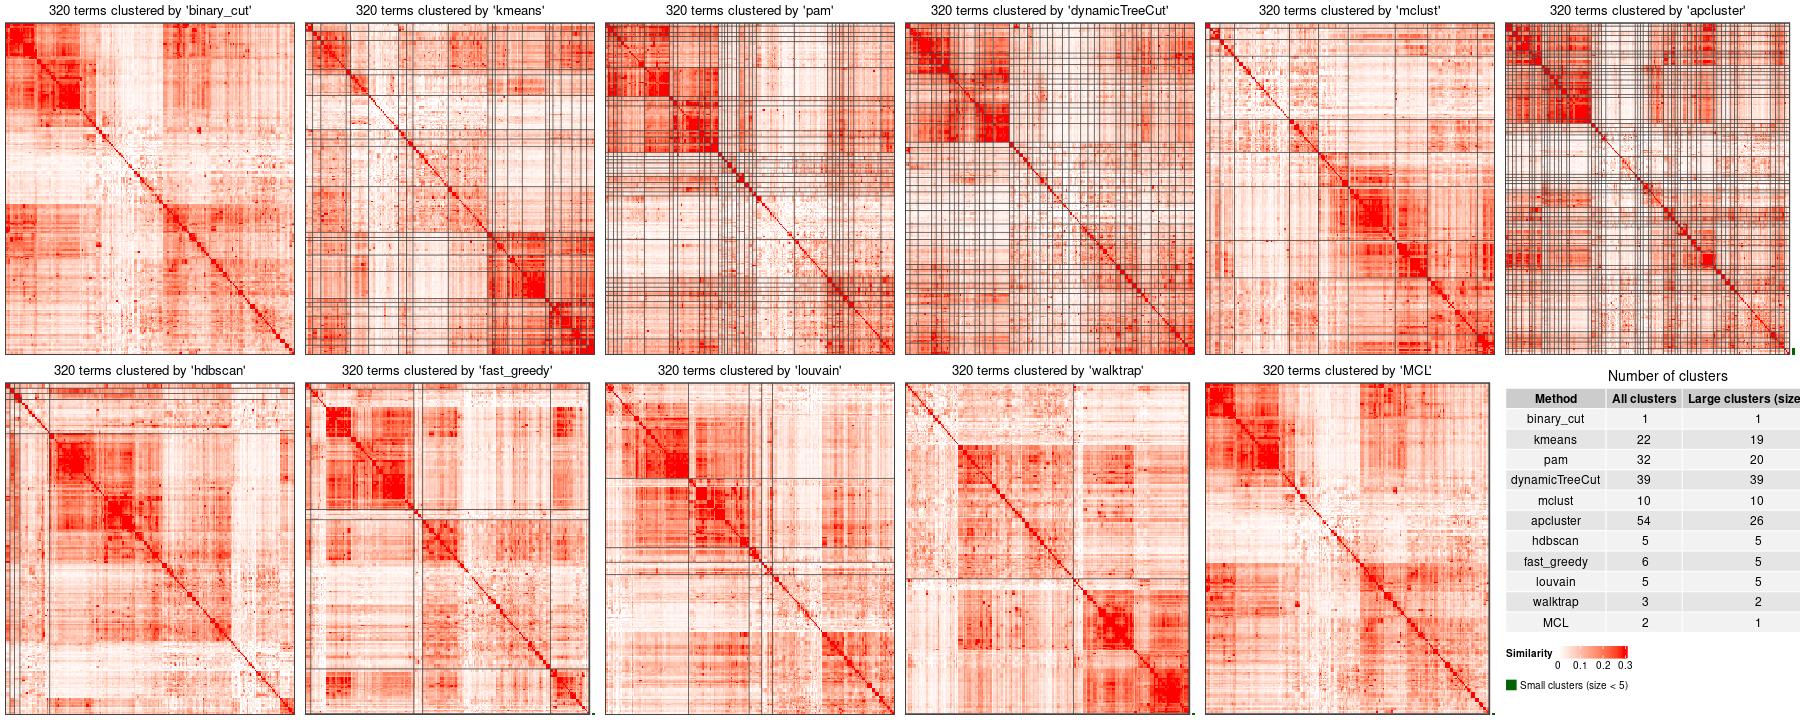 320 terms clustered by 'binary_cut'
320 terms clustered by 'kmeans'
320 terms clustered by 'pam'
320 terms clustered by 'dynamicTreeCut'
320 terms clustered by 'mclust'
320 terms clustered by 'apcluster'
320 terms clustered by 'hdbscan'
320 terms clustered by 'fast_greedy'
320 terms clustered by 'louvain'
320 terms clustered by 'walktrap'
320 terms clustered by 'MCL'
Number of clusters
Method All clusters Large clusters (size
binary_cut 1 1
kmeans 22 19
pam 32 20
dynamicTreeCut 39 39
mclust 10 10
apcluster 54 26
hdbscan 5 5
fast_greedy 6 5
louvain 5 5
walktrap 3 2
MCL 2 1
Similarity
0 0.1 0.2 0.3
Small clusters (size < 5)